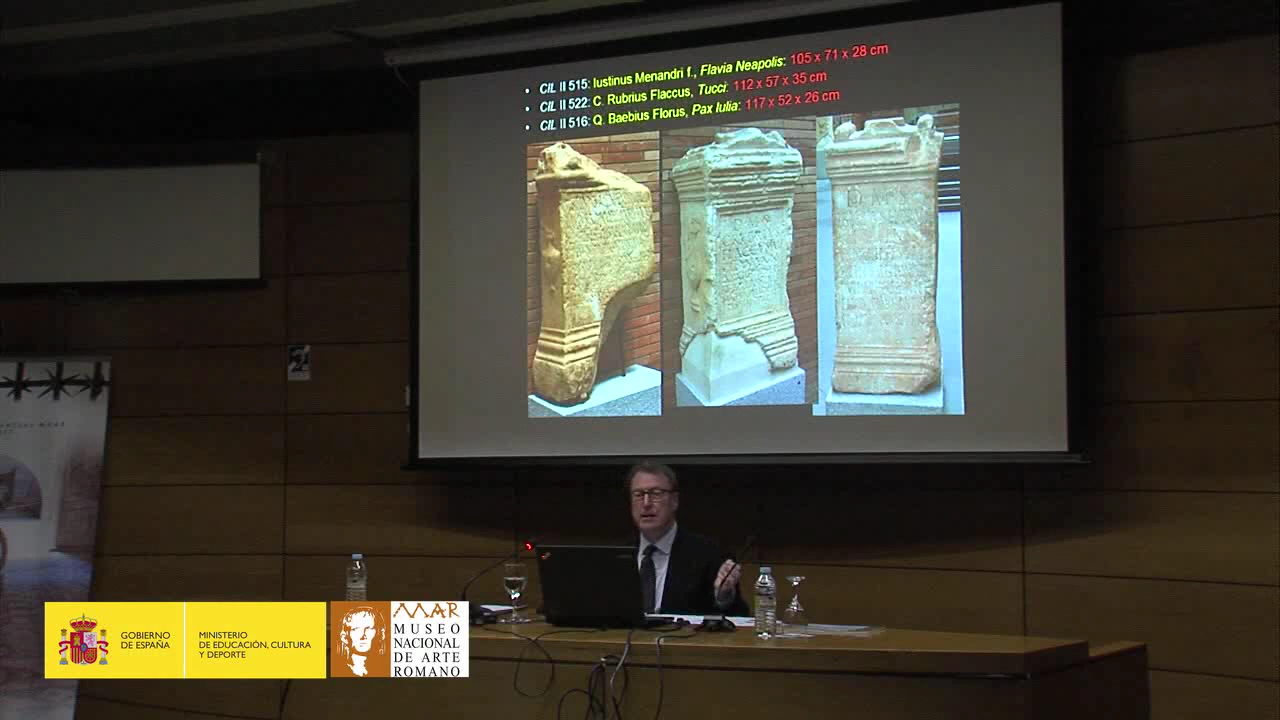 • CIL II 515: Iustinus Menandri f., Flavia Neapolis: 105 x 71 x 28 cm
• CIL II 522: C. Rubrius Flaccus, Tucci: 112 x 57 x 35 cm
• CIL II 516: Q. Baebius Florus, Pax Iulia: 117 x 52 x 26 cm
GOBIERNO
DE ESPAÑA
MINISTERIO
DE EDUCACIÓN, CULTURA
Y DEPORTE
MAR
MUSEO
NACIONAL
DE ARTE
ROMANO